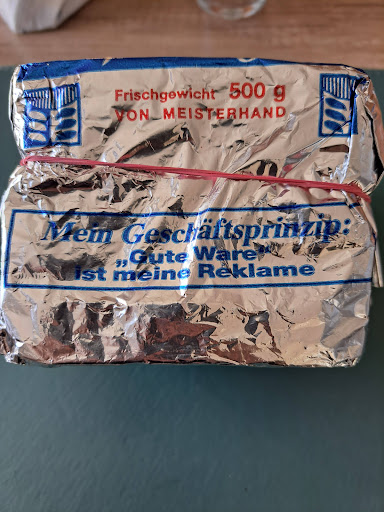 Frischgewicht 500 g
VON MEISTERHAND
Mein Geschäftsprinzip:
„Gute Ware"
ist meine Reklame